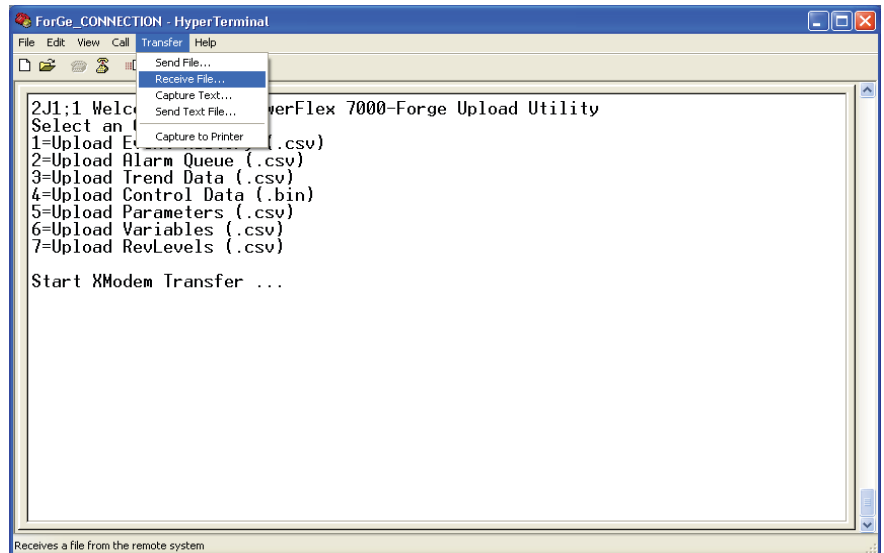 ForGe_CONNECTION - HyperTerminal
File Edit View Call Transfer Help
Send File...
Receive File...
Capture Text...
Send Text File...
Capture to Printer
2J1;1 Welc werFlex 7000-Forge Upload Utility
Select an
1=Upload E (.csv)
2=Upload Alarm Queue (.csv)
3=Upload Trend Data (.csv)
4=Upload Control Data (.bin)
5=Upload Parameters (.csv)
6=Upload Variables (.csv)
7=Upload RevLevels (.csv)
Start XModem Transfer ...
Receives a file from the remote system